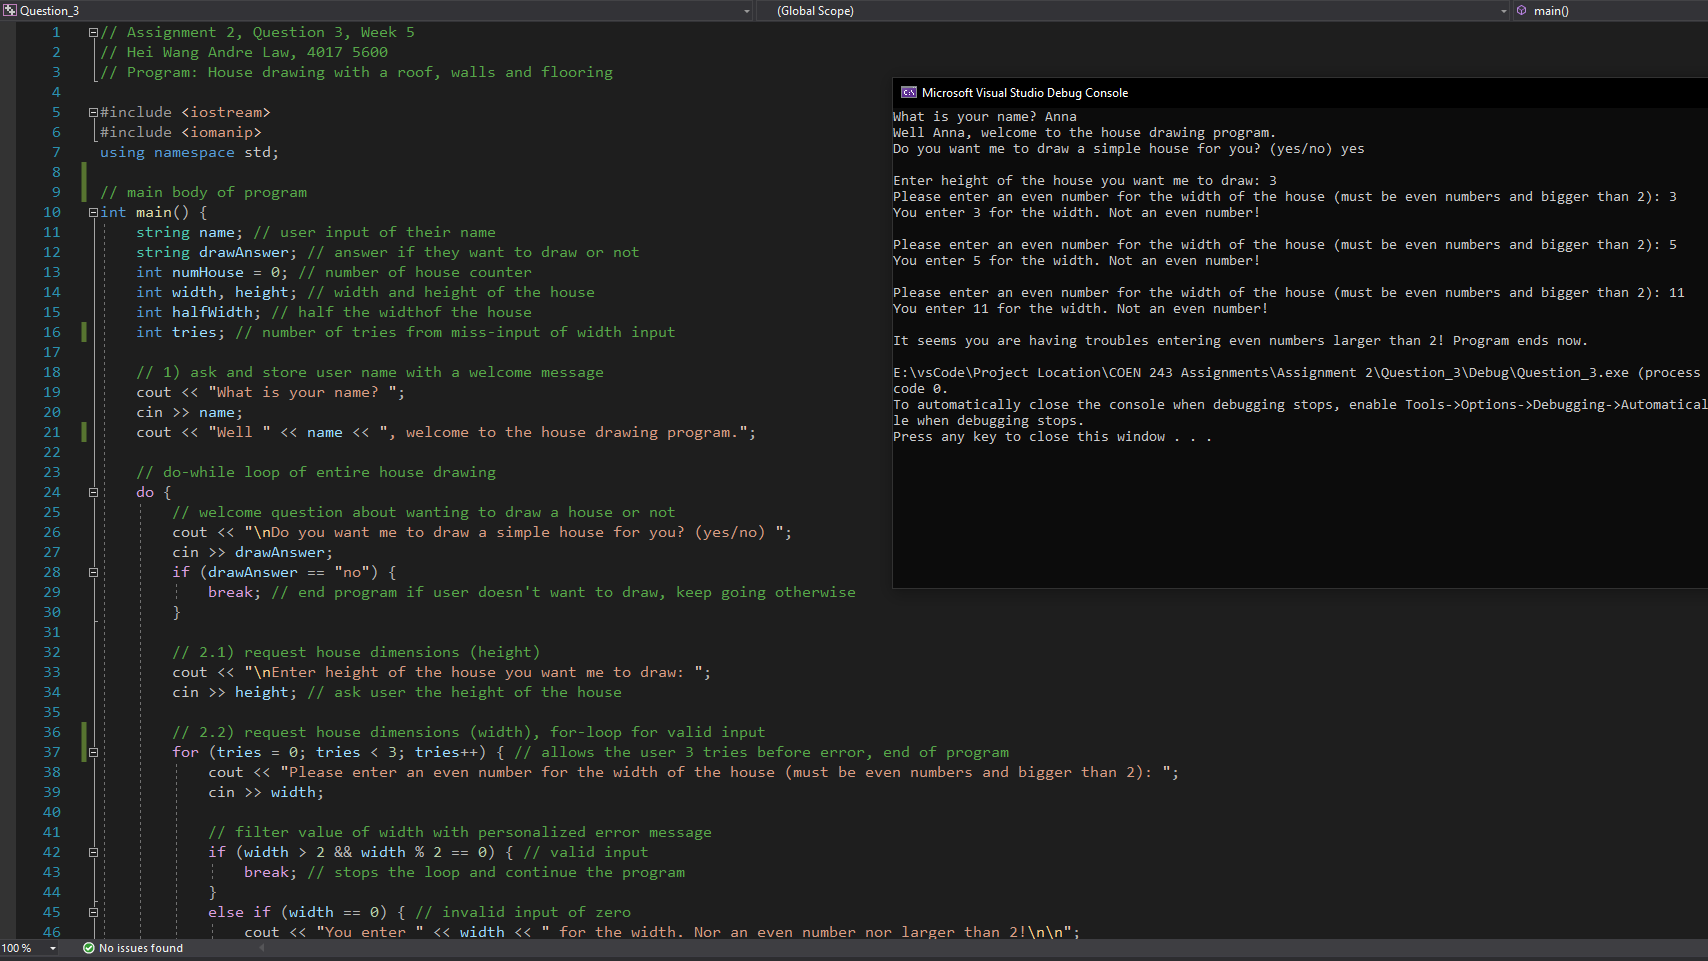 Question_3
(Global Scope)
main()
1 // Assignment 2, Question 3, Week 5
2 // Hei Wang Andre Law, 4017 5600
3 // Program: House drawing with a roof, walls and flooring
4
5 #include <iostream>
6 #include <iomanip>
7 using namespace std;
8
9 // main body of program
10 int main() {
11 string name; // user input of their name
12 string drawAnswer; // answer if they want to draw or not
13 int numHouse = 0; // number of house counter
14 int width, height; // width and height of the house
15 int halfWidth; // half the widthof the house
16 int tries; // number of tries from miss-input of width input
17
18 // 1) ask and store user name with a welcome message
19 cout << "What is your name? ";
20 cin >> name;
21 cout << "Well " << name << ", welcome to the house drawing program.";
22
23 // do-while loop of entire house drawing
24 do {
25 // welcome question about wanting to draw a house or not
26 cout << "\nDo you want me to draw a simple house for you? (yes/no) ";
27 cin >> drawAnswer;
28 if (drawAnswer == "no") {
29 break; // end program if user doesn't want to draw, keep going otherwise
30 }
31
32 // 2.1) request house dimensions (height)
33 cout << "\nEnter height of the house you want me to draw: ";
34 cin >> height; // ask user the height of the house
35
36 // 2.2) request house dimensions (width), for-loop for valid input
37 for (tries = 0; tries < 3; tries++) { // allows the user 3 tries before error, end of program
38 cout << "Please enter an even number for the width of the house (must be even numbers and bigger than 2): ";
39 cin >> width;
40
41 // filter value of width with personalized error message
42 if (width > 2 && width % 2 == 0) { // valid input
43 break; // stops the loop and continue the program
44 }
45 else if (width == 0) { // invalid input of zero
46 cout << "You enter " << width << " for the width. Nor an even number nor larger than 2!\n\n";
100 %
No issues found
Microsoft Visual Studio Debug Console
What is your name? Anna
Well Anna, welcome to the house drawing program.
Do you want me to draw a simple house for you? (yes/no) yes
Enter height of the house you want me to draw: 3
Please enter an even number for the width of the house (must be even numbers and bigger than 2): 3
You enter 3 for the width. Not an even number!
Please enter an even number for the width of the house (must be even numbers and bigger than 2): 5
You enter 5 for the width. Not an even number!
Please enter an even number for the width of the house (must be even numbers and bigger than 2): 11
You enter 11 for the width. Not an even number!
It seems you are having troubles entering even numbers larger than 2! Program ends now.
E:\vsCode\Project Location\COEN 243 Assignments\Assignment 2\Question_3\Debug\Question_3.exe (process
code 0.
To automatically close the console when debugging stops, enable Tools->Options->Debugging->Automatical
le when debugging stops.
Press any key to close this window . . .